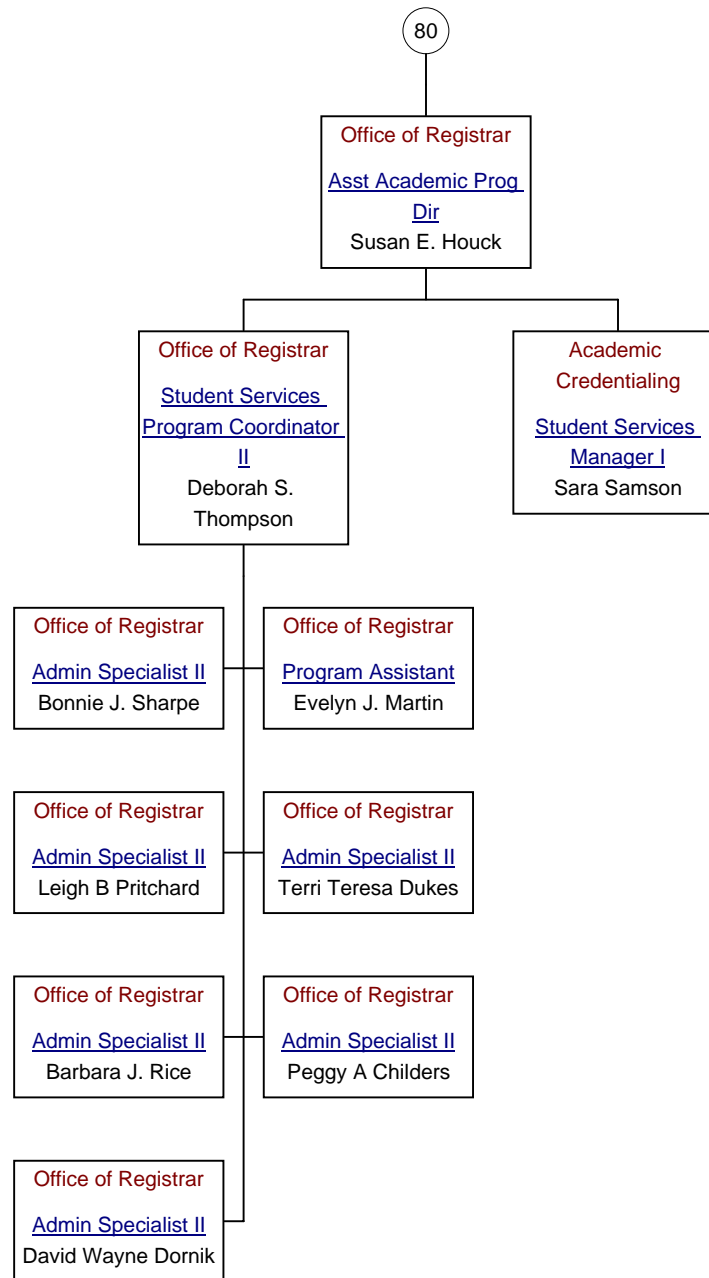 80
Office of Registrar
Asst Academic Prog
Dir
Susan E. Houck
Office of Registrar
Student Services
Program Coordinator
II
Deborah S.
Thompson
Academic
Credentialing
Student Services
Manager I
Sara Samson
Office of Registrar
Admin Specialist II
Bonnie J. Sharpe
Office of Registrar
Program Assistant
Evelyn J. Martin
Office of Registrar
Admin Specialist II
Leigh B Pritchard
Office of Registrar
Admin Specialist II
Terri Teresa Dukes
Office of Registrar
Admin Specialist II
Barbara J. Rice
Office of Registrar
Admin Specialist II
Peggy A Childers
Office of Registrar
Admin Specialist II
David Wayne Dornik